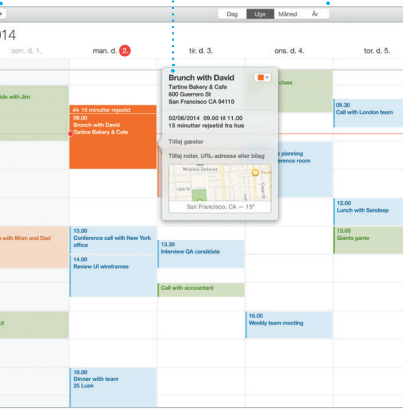 Dag Uge Måned År
014
søn. d. 1. man. d. 2. tir. d. 3. ons. d. 4. tor. d. 5.
ide with Jim
15 minutter rejsetid
09.00
Brunch with David
Tartine Bakery & Cafe
with Mom and Dad
13.00
Conference call with New York
office
14.00
Review UI wireframes
18.00
Dinner with team
25 Lusk
Brunch with David
Tartine Bakery & Cafe
600 Guerrero St
San Francisco CA 94110
02/06/2014 09.00 til 11.00
15 minutter rejsetid fra hus
Tilføj gæster
Tilføj noter, URL-adresse eller bilag
Mission Dolores
18th St
San Francisco, CA — 15°
13.30
Interview QA candidate
Call with accountant
class
planning
erence room
16.00
Weekly team meeting
08.30
Call with London team
12.00
Lunch with Sandeep
13.00
Giants game